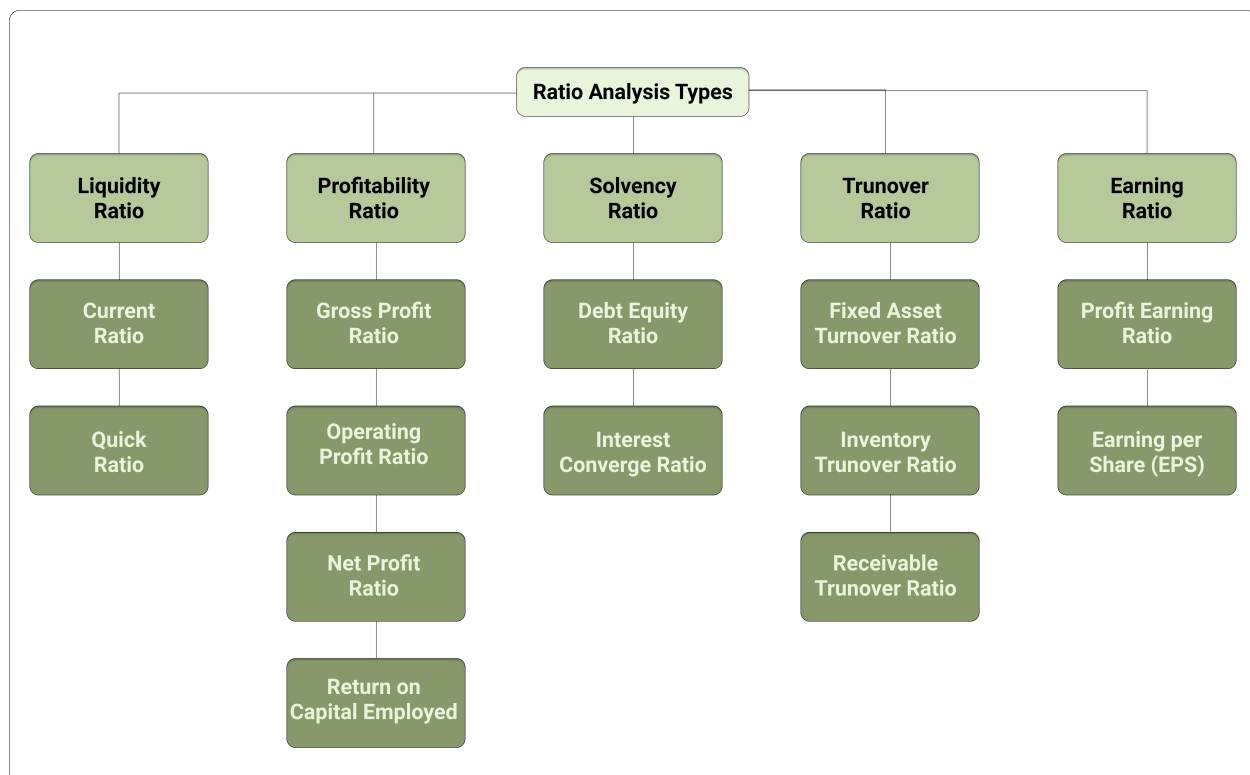 Ratio Analysis Types
Liquidity
Ratio
Profitability
Ratio
Solvency
Ratio
Trunover
Ratio
Earning
Ratio
Current
Ratio
Gross Profit
Ratio
Debt Equity
Ratio
Fixed Asset
Turnover Ratio
Profit Earning
Ratio
Quick
Ratio
Operating
Profit Ratio
Interest
Converge Ratio
Inventory
Trunover Ratio
Earning per
Share (EPS)
Net Profit
Ratio
Receivable
Trunover Ratio
Return on
Capital Employed